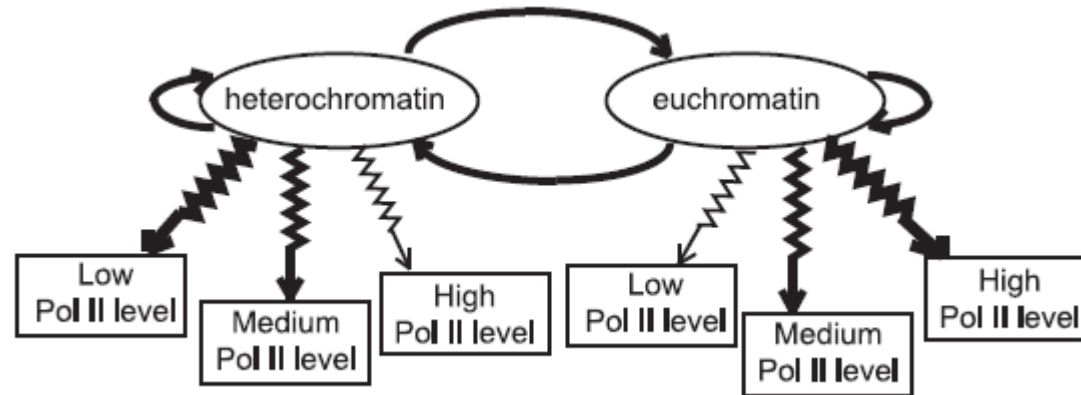 heterochromatin
euchromatin
Low
Pol II level
Medium
Pol II level
High
Pol II level
Low
Pol II level
Medium
Pol II level
High
Pol II level